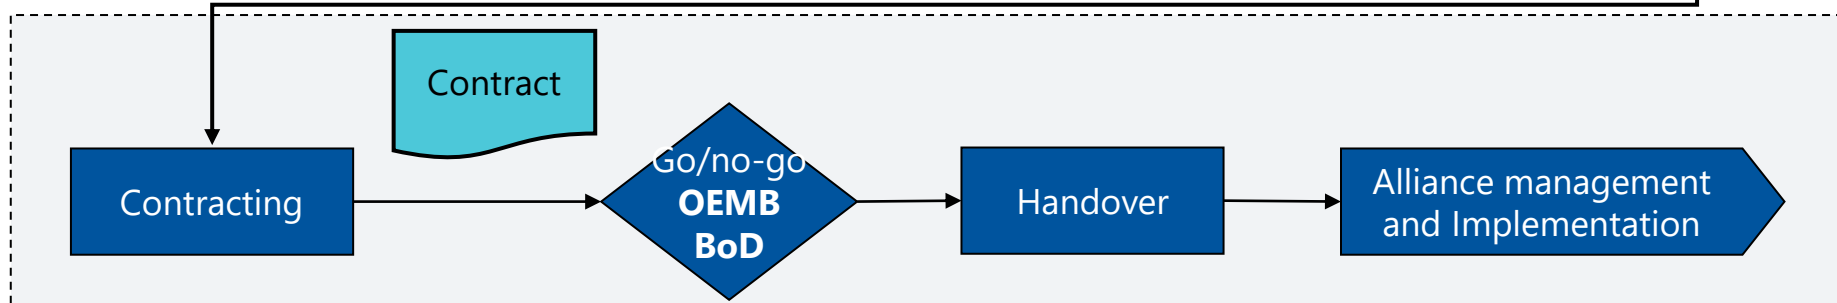 Contract
Contracting
Go/no-go
OEMB
BoD
Handover
Alliance management
and Implementation